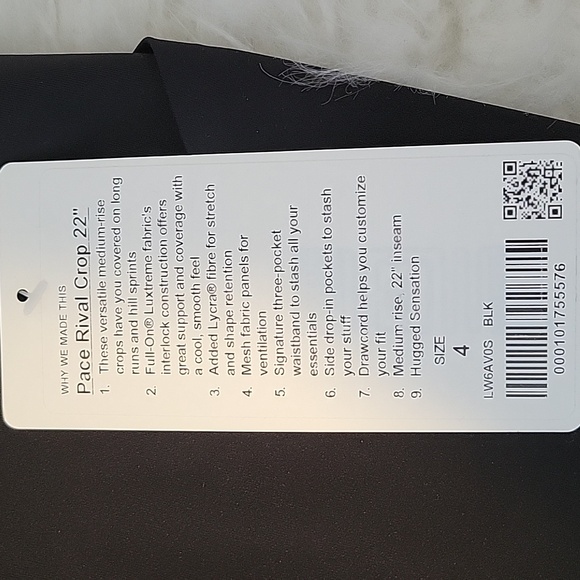 WHY WE MADE THIS
Pace Rival Crop 22"
1. These versatile medium-rise
crops have you covered on long
runs and hill sprints
2. Full-On® Luxtreme fabric's
interlock construction offers
great support and coverage with
a cool, smooth feel
3. Added Lycra® fibre for stretch
and shape retention
4. Mesh fabric panels for
ventilation
5. Signature three-pocket
waistband to stash all your
essentials
6. Side drop-in pockets to stash
your stuff
7. Drawcord helps you customize
your fit
8. Medium rise, 22" inseam
9. Hugged Sensation
SIZE
4
LW6AV0S BLK
000101755576